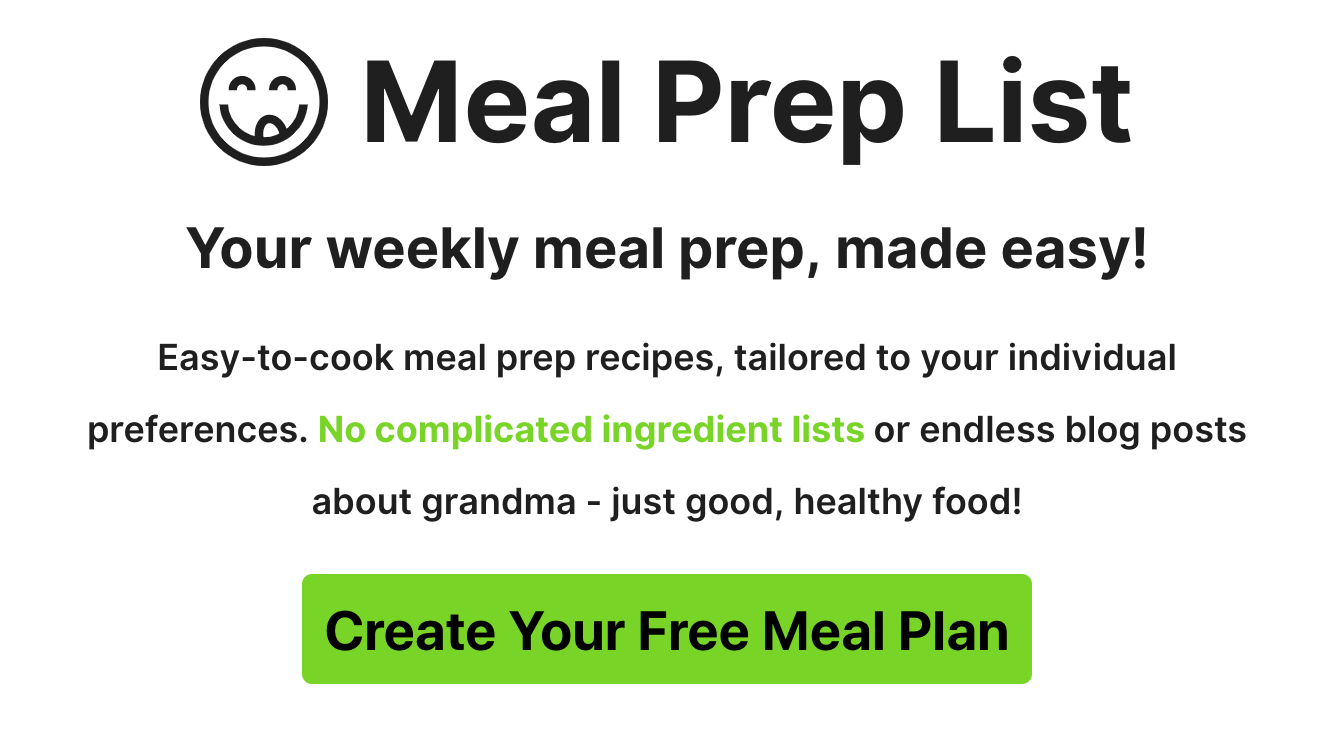 Meal Prep List
Your weekly meal prep, made easy!
Easy-to-cook meal prep recipes, tailored to your individual
preferences. No complicated ingredient lists or endless blog posts
about grandma - just good, healthy food!
Create Your Free Meal Plan